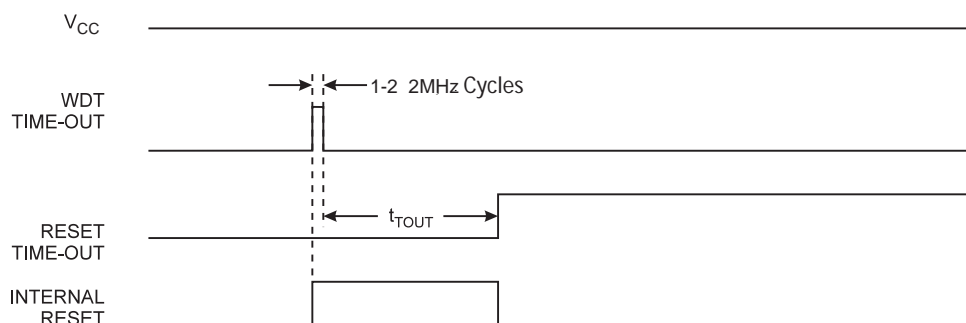 VCC
1-2 2MHz Cycles
WDT
TIME-OUT
tTOUT
RESET
TIME-OUT
INTERNAL
RESET